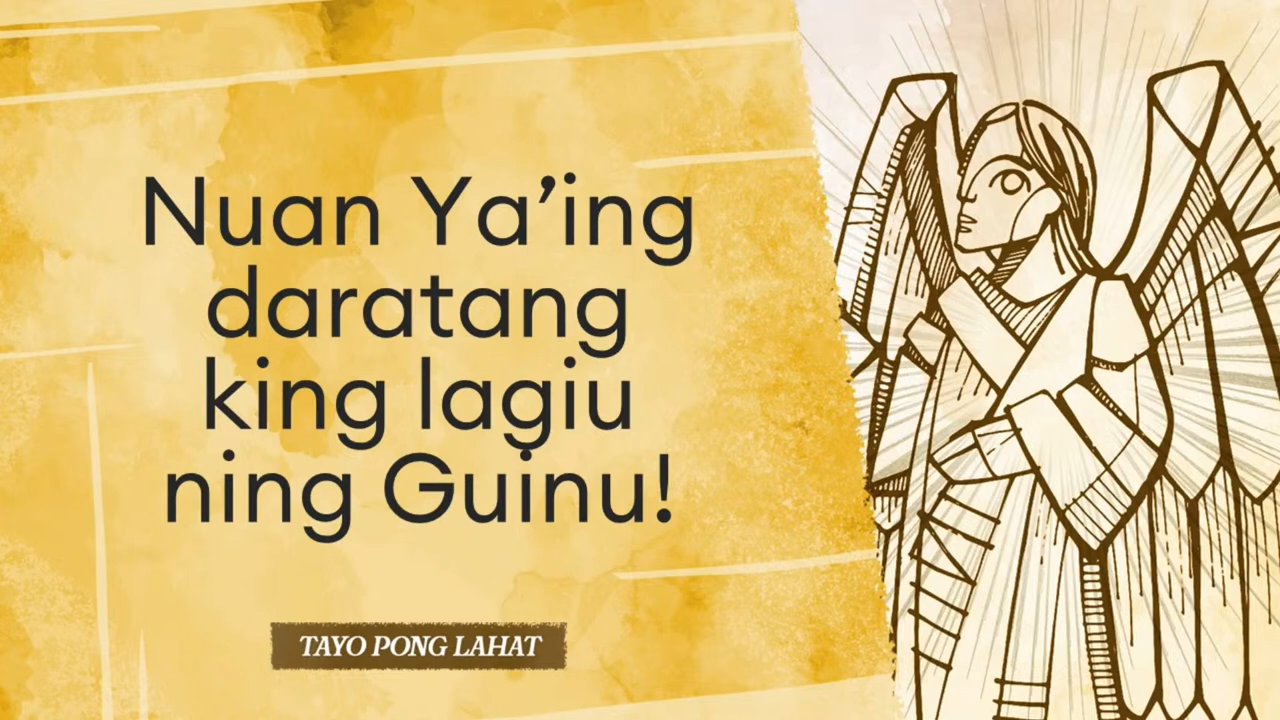 Nuan Ya’ing
daratang
king lagiu
ning Guinu!
TAYO PONG LAHAT